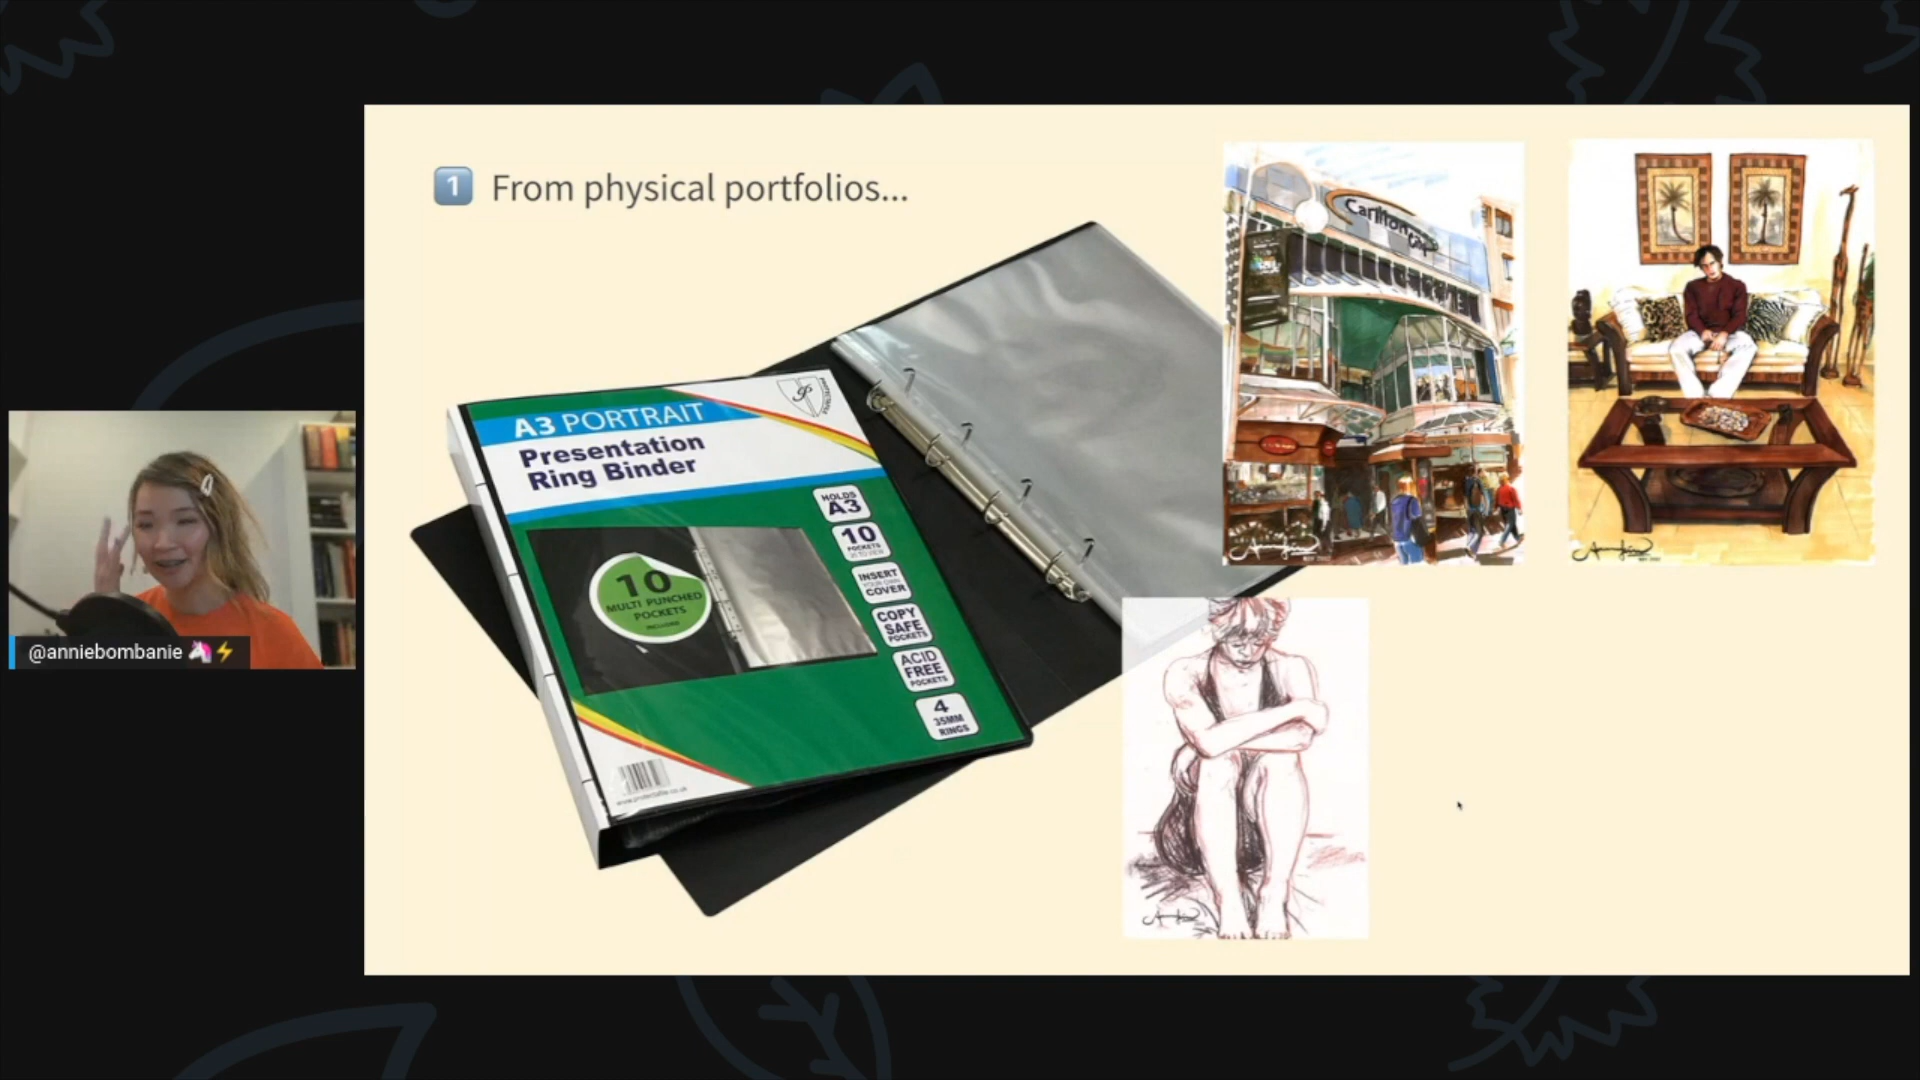 1 From physical portfolios...
A3 PORTRAIT
Presentation
Ring Binder
HOLDS
A3
10
POCKETS
INSERT
YOUR OWN
COVER
COPY
SAFE
POCKETS
ACID
FREE
POCKETS
4
35MM
RINGS
10
MULTI PUNCHED
POCKETS
INCLUDED
Carlton
@anniebombanie 🦄⚡